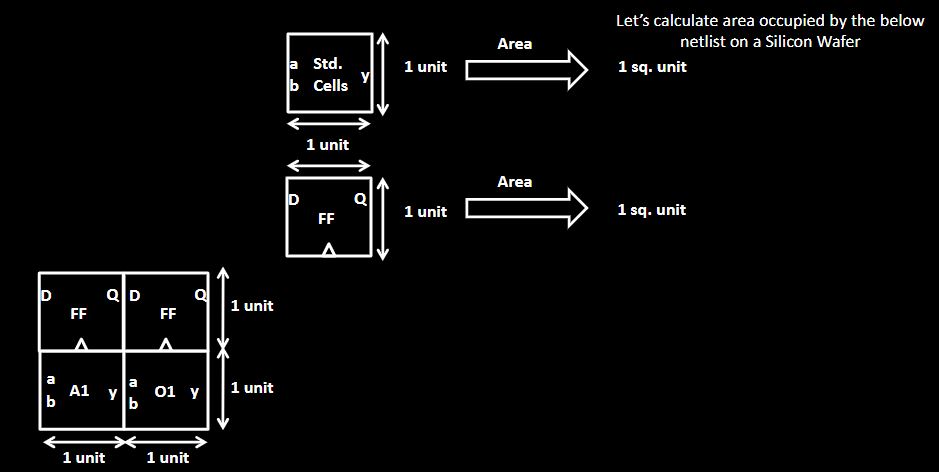 Let's calculate area occupied by the below
netlist on a Silicon Wafer
a Std. y
b Cells
1 unit
Area
1 sq. unit
1 unit
D Q
FF
1 unit
Area
1 sq. unit
D Q D Q
FF FF
1 unit
a A1 y a O1 y
b b
1 unit
1 unit 1 unit